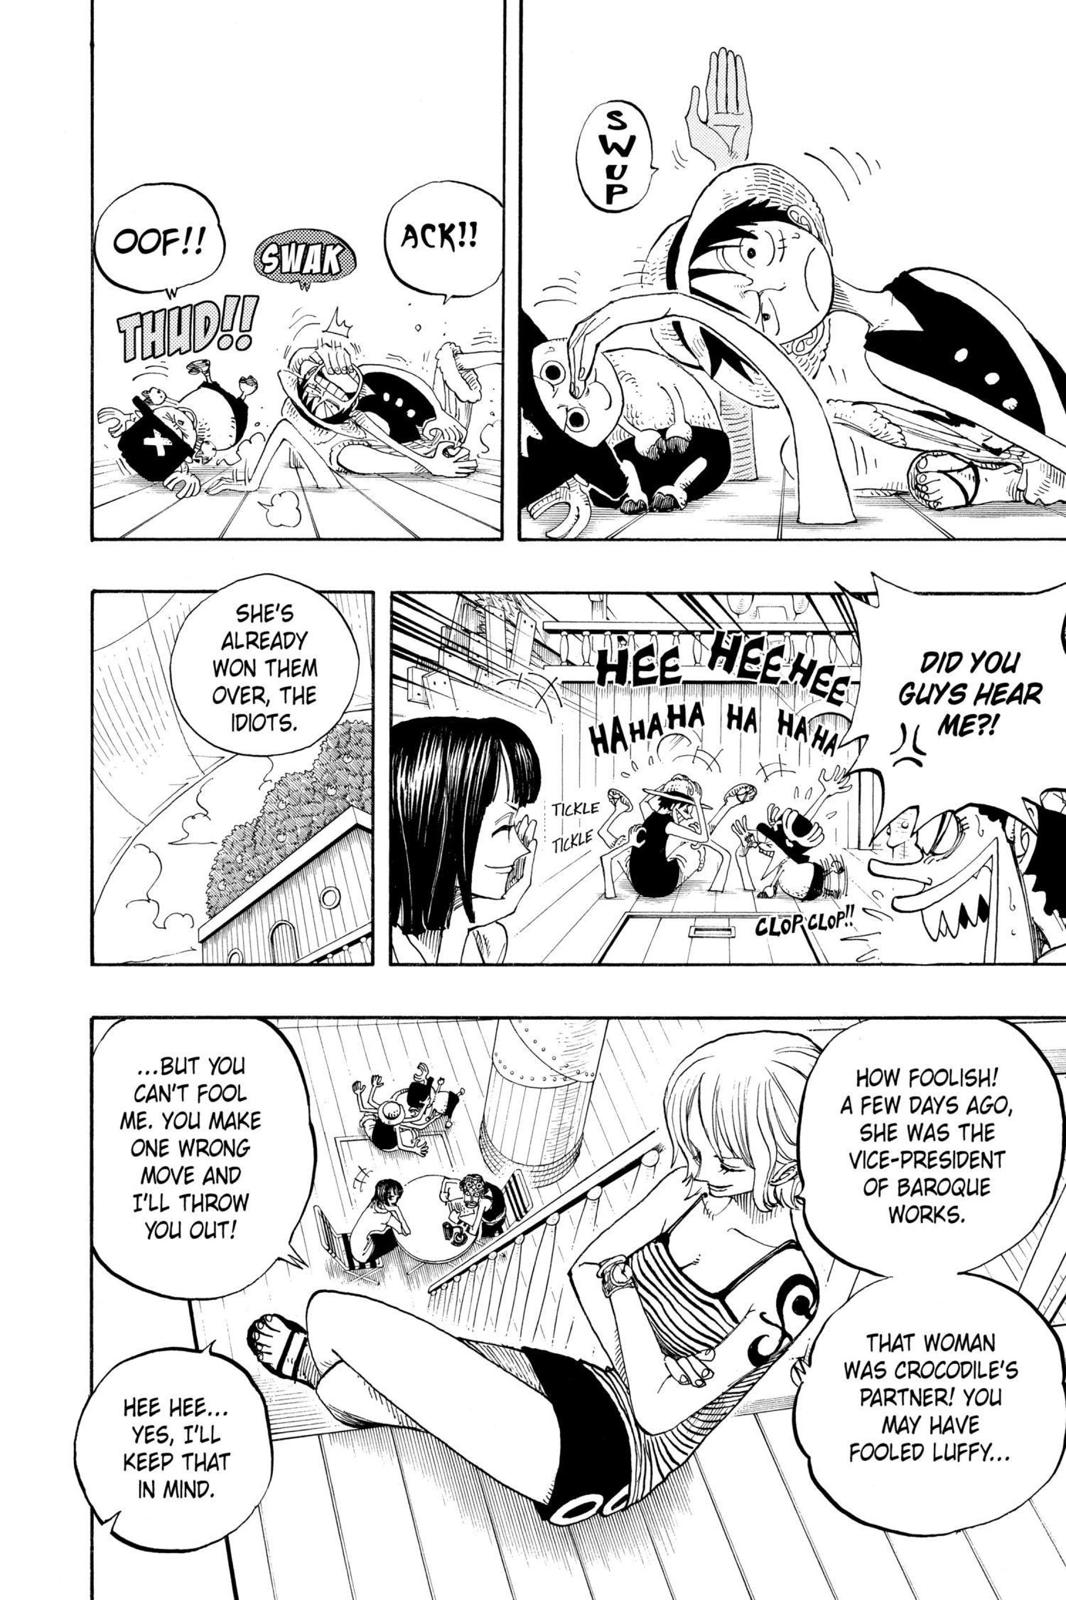 S
W
U
P
ACK!!
SWAK
OOF!!
THUD!!
DID YOU
GUYS HEAR
ME?!
HEE HEE HEE
HAHAHA HA HA HA
TICKLE
TICKLE
CLOP CLOP!!
SHE'S
ALREADY
WON THEM
OVER, THE
IDIOTS.
HOW FOOLISH!
A FEW DAYS AGO,
SHE WAS THE
VICE-PRESIDENT
OF BAROQUE
WORKS.
THAT WOMAN
WAS CROCODILE'S
PARTNER! YOU
MAY HAVE
FOOLED LUFFY...
...BUT YOU
CAN'T FOOL
ME. YOU MAKE
ONE WRONG
MOVE AND
I'LL THROW
YOU OUT!
HEE HEE...
YES, I'LL
KEEP THAT
IN MIND.